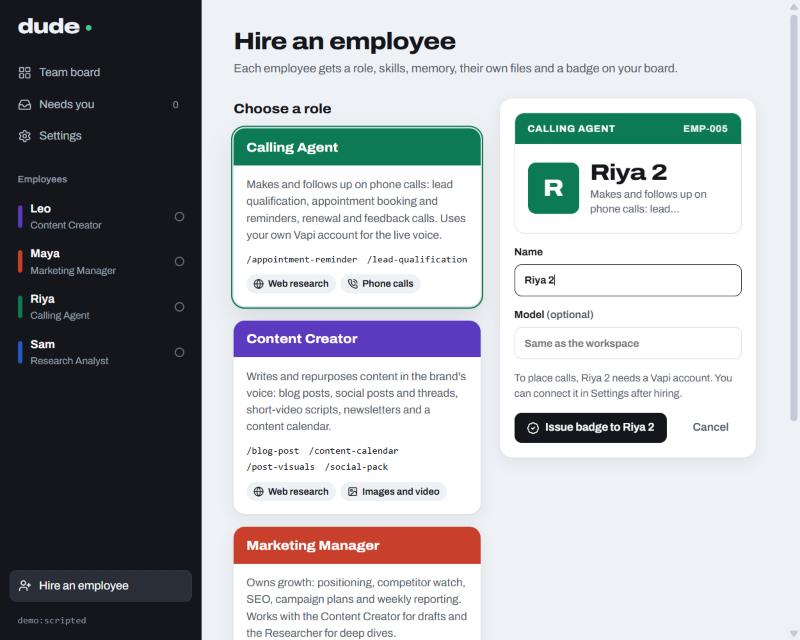 dude
Team board
Needs you 0
Settings
Employees
Leo
Content Creator
Maya
Marketing Manager
Riya
Calling Agent
Sam
Research Analyst
Hire an employee
demo:scripted
Hire an employee
Each employee gets a role, skills, memory, their own files and a badge on your board.
Choose a role
Calling Agent
Makes and follows up on phone calls: lead
qualification, appointment booking and
reminders, renewal and feedback calls. Uses
your own Vapi account for the live voice.
/appointment-reminder /lead-qualification
Web research Phone calls
Content Creator
Writes and repurposes content in the brand's
voice: blog posts, social posts and threads,
short-video scripts, newsletters and a
content calendar.
/blog-post /content-calendar
/post-visuals /social-pack
Web research Images and video
Marketing Manager
Owns growth: positioning, competitor watch,
SEO, campaign plans and weekly reporting.
Works with the Content Creator for drafts and
the Researcher for deep dives.
CALLING AGENT EMP-005
R
Riya 2
Makes and follows up on
phone calls: lead...
Name
Riya 2
Model (optional)
Same as the workspace
To place calls, Riya 2 needs a Vapi account. You
can connect it in Settings after hiring.
Issue badge to Riya 2 Cancel